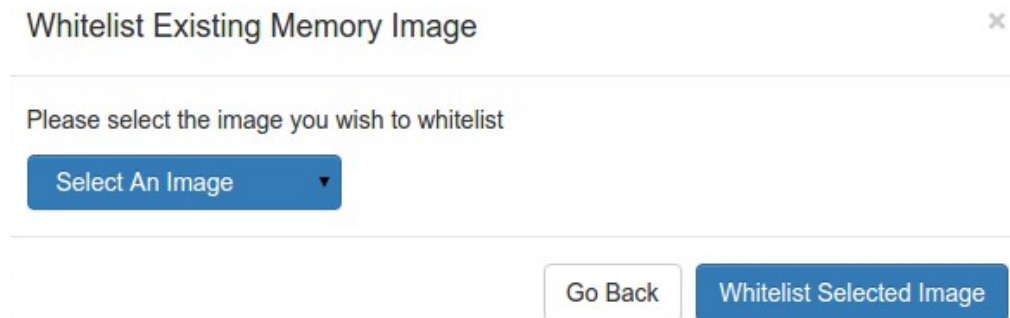 Whitelist Existing Memory Image
×
Please select the image you wish to whitelist
Select An Image ▾
Go Back Whitelist Selected Image